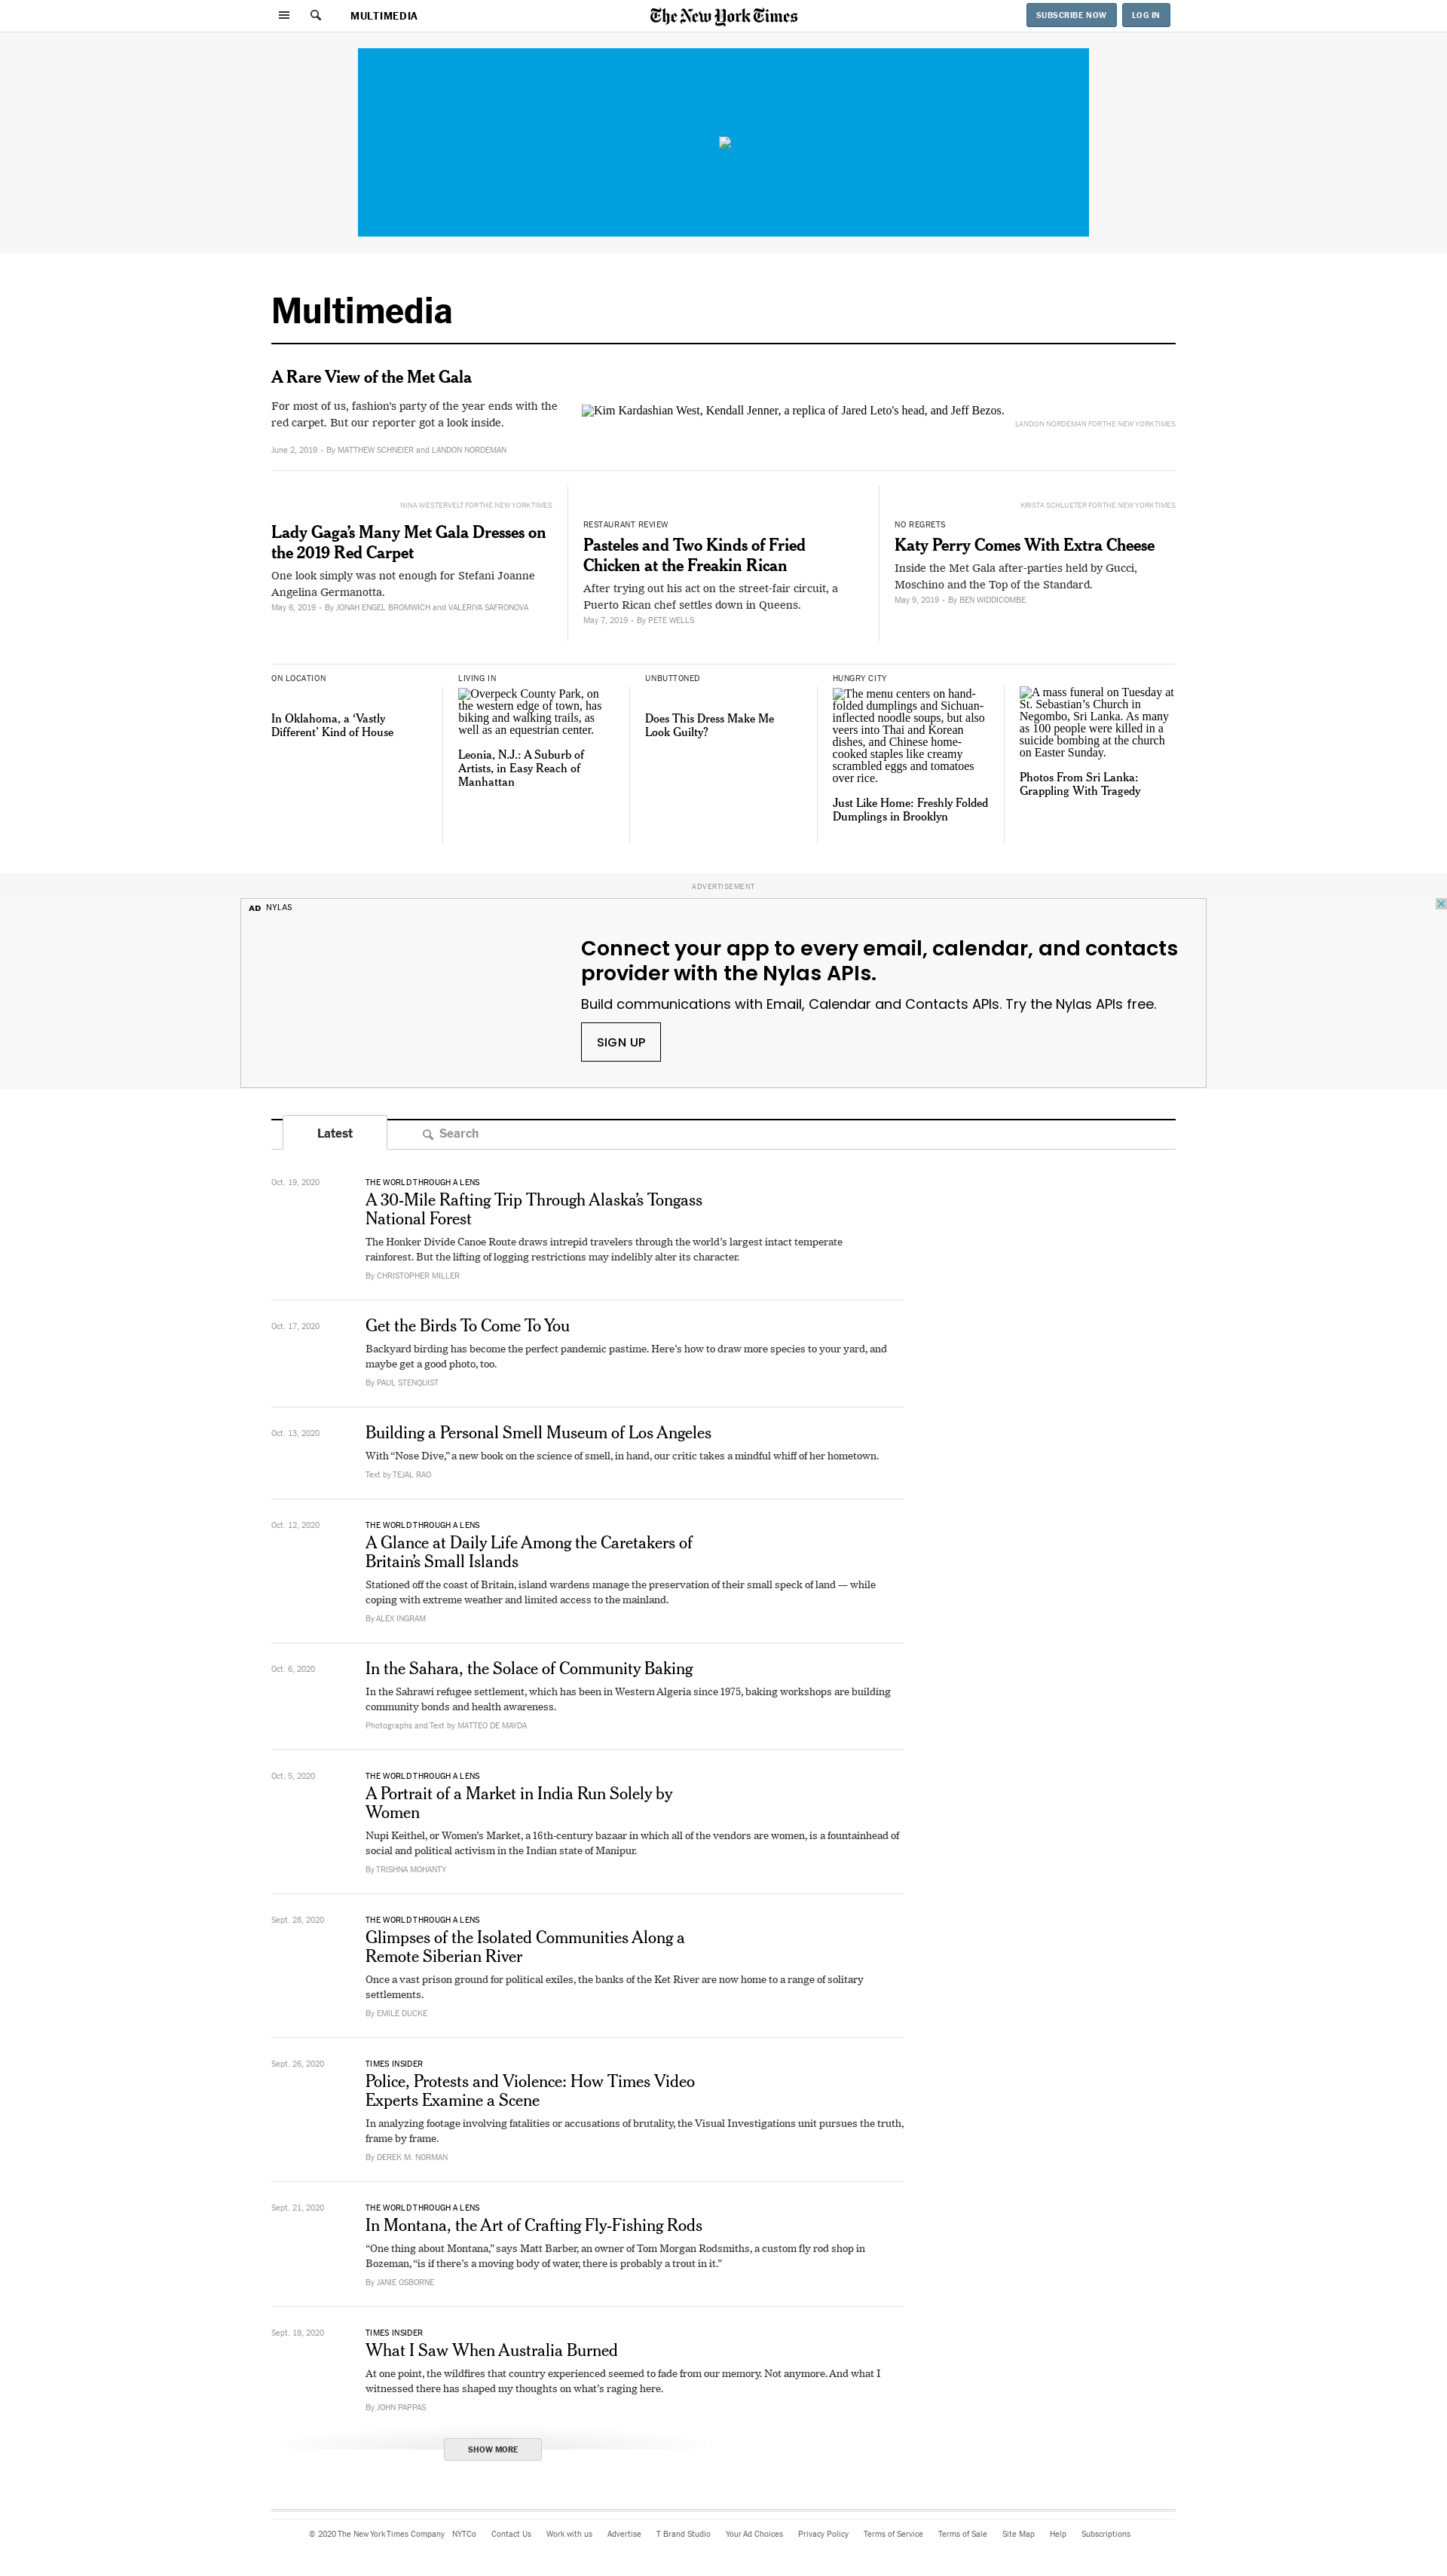 MULTIMEDIA
The New York Times
SUBSCRIBE NOW
LOG IN
Multimedia
A Rare View of the Met Gala
For most of us, fashion's party of the year ends with the
red carpet. But our reporter got a look inside.
June 2, 2019 • By MATTHEW SCHNEIER and LANDON NORDEMAN
Kim Kardashian West, Kendall Jenner, a replica of Jared Leto's head, and Jeff Bezos.
LANDON NORDEMAN FOR THE NEW YORK TIMES
NINA WESTERVELT FOR THE NEW YORK TIMES
Lady Gaga’s Many Met Gala Dresses on
the 2019 Red Carpet
One look simply was not enough for Stefani Joanne
Angelina Germanotta.
May 6, 2019 • By JONAH ENGEL BROMWICH and VALERIYA SAFRONOVA
RESTAURANT REVIEW
Pasteles and Two Kinds of Fried
Chicken at the Freakin Rican
After trying out his act on the street-fair circuit, a
Puerto Rican chef settles down in Queens.
May 7, 2019 • By PETE WELLS
KRISTA SCHLUETER FOR THE NEW YORK TIMES
NO REGRETS
Katy Perry Comes With Extra Cheese
Inside the Met Gala after-parties held by Gucci,
Moschino and the Top of the Standard.
May 9, 2019 • By BEN WIDDICOMBE
ON LOCATION
In Oklahoma, a ‘Vastly
Different’ Kind of House
LIVING IN
Overpeck County Park, on
the western edge of town, has
biking and walking trails, as
well as an equestrian center.
Leonia, N.J.: A Suburb of
Artists, in Easy Reach of
Manhattan
UNBUTTONED
Does This Dress Make Me
Look Guilty?
HUNGRY CITY
The menu centers on hand-
folded dumplings and Sichuan-
inflected noodle soups, but also
veers into Thai and Korean
dishes, and Chinese home-
cooked staples like creamy
scrambled eggs and tomatoes
over rice.
Just Like Home: Freshly Folded
Dumplings in Brooklyn
A mass funeral on Tuesday at
St. Sebastian’s Church in
Negombo, Sri Lanka. As many
as 100 people were killed in a
suicide bombing at the church
on Easter Sunday.
Photos From Sri Lanka:
Grappling With Tragedy
ADVERTISEMENT
AD NYLAS
Connect your app to every email, calendar, and contacts
provider with the Nylas APIs.
Build communications with Email, Calendar and Contacts APIs. Try the Nylas APIs free.
SIGN UP
Latest
Search
Oct. 19, 2020
THE WORLD THROUGH A LENS
A 30-Mile Rafting Trip Through Alaska’s Tongass
National Forest
The Honker Divide Canoe Route draws intrepid travelers through the world’s largest intact temperate
rainforest. But the lifting of logging restrictions may indelibly alter its character.
By CHRISTOPHER MILLER
Oct. 17, 2020
Get the Birds To Come To You
Backyard birding has become the perfect pandemic pastime. Here’s how to draw more species to your yard, and
maybe get a good photo, too.
By PAUL STENQUIST
Oct. 13, 2020
Building a Personal Smell Museum of Los Angeles
With “Nose Dive,” a new book on the science of smell, in hand, our critic takes a mindful whiff of her hometown.
Text by TEJAL RAO
Oct. 12, 2020
THE WORLD THROUGH A LENS
A Glance at Daily Life Among the Caretakers of
Britain’s Small Islands
Stationed off the coast of Britain, island wardens manage the preservation of their small speck of land — while
coping with extreme weather and limited access to the mainland.
By ALEX INGRAM
Oct. 6, 2020
In the Sahara, the Solace of Community Baking
In the Sahrawi refugee settlement, which has been in Western Algeria since 1975, baking workshops are building
community bonds and health awareness.
Photographs and Text by MATTEO DE MAYDA
Oct. 5, 2020
THE WORLD THROUGH A LENS
A Portrait of a Market in India Run Solely by
Women
Nupi Keithel, or Women’s Market, a 16th-century bazaar in which all of the vendors are women, is a fountainhead of
social and political activism in the Indian state of Manipur.
By TRISHNA MOHANTY
Sept. 28, 2020
THE WORLD THROUGH A LENS
Glimpses of the Isolated Communities Along a
Remote Siberian River
Once a vast prison ground for political exiles, the banks of the Ket River are now home to a range of solitary
settlements.
By EMILE DUCKE
Sept. 26, 2020
TIMES INSIDER
Police, Protests and Violence: How Times Video
Experts Examine a Scene
In analyzing footage involving fatalities or accusations of brutality, the Visual Investigations unit pursues the truth,
frame by frame.
By DEREK M. NORMAN
Sept. 21, 2020
THE WORLD THROUGH A LENS
In Montana, the Art of Crafting Fly-Fishing Rods
“One thing about Montana,” says Matt Barber, an owner of Tom Morgan Rodsmiths, a custom fly rod shop in
Bozeman, “is if there’s a moving body of water, there is probably a trout in it.”
By JANIE OSBORNE
Sept. 18, 2020
TIMES INSIDER
What I Saw When Australia Burned
At one point, the wildfires that country experienced seemed to fade from our memory. Not anymore. And what I
witnessed there has shaped my thoughts on what’s raging here.
By JOHN PAPPAS
SHOW MORE
© 2020 The New York Times Company NYTCo Contact Us Work with us Advertise T Brand Studio Your Ad Choices Privacy Policy Terms of Service Terms of Sale Site Map Help Subscriptions